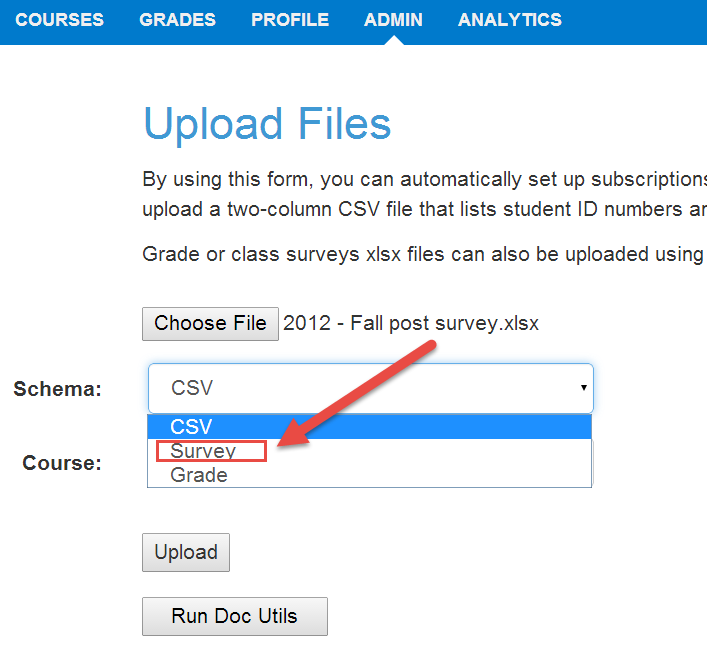 COURSES GRADES PROFILE ADMIN ANALYTICS
Upload Files
By using this form, you can automatically set up subscriptions
upload a two-column CSV file that lists student ID numbers
Grade or class surveys xlsx files can also be uploaded using
Choose File 2012 - Fall post survey.xlsx
Schema: CSV
CSV
Survey
Course:
Grade
Upload
Run Doc Utils